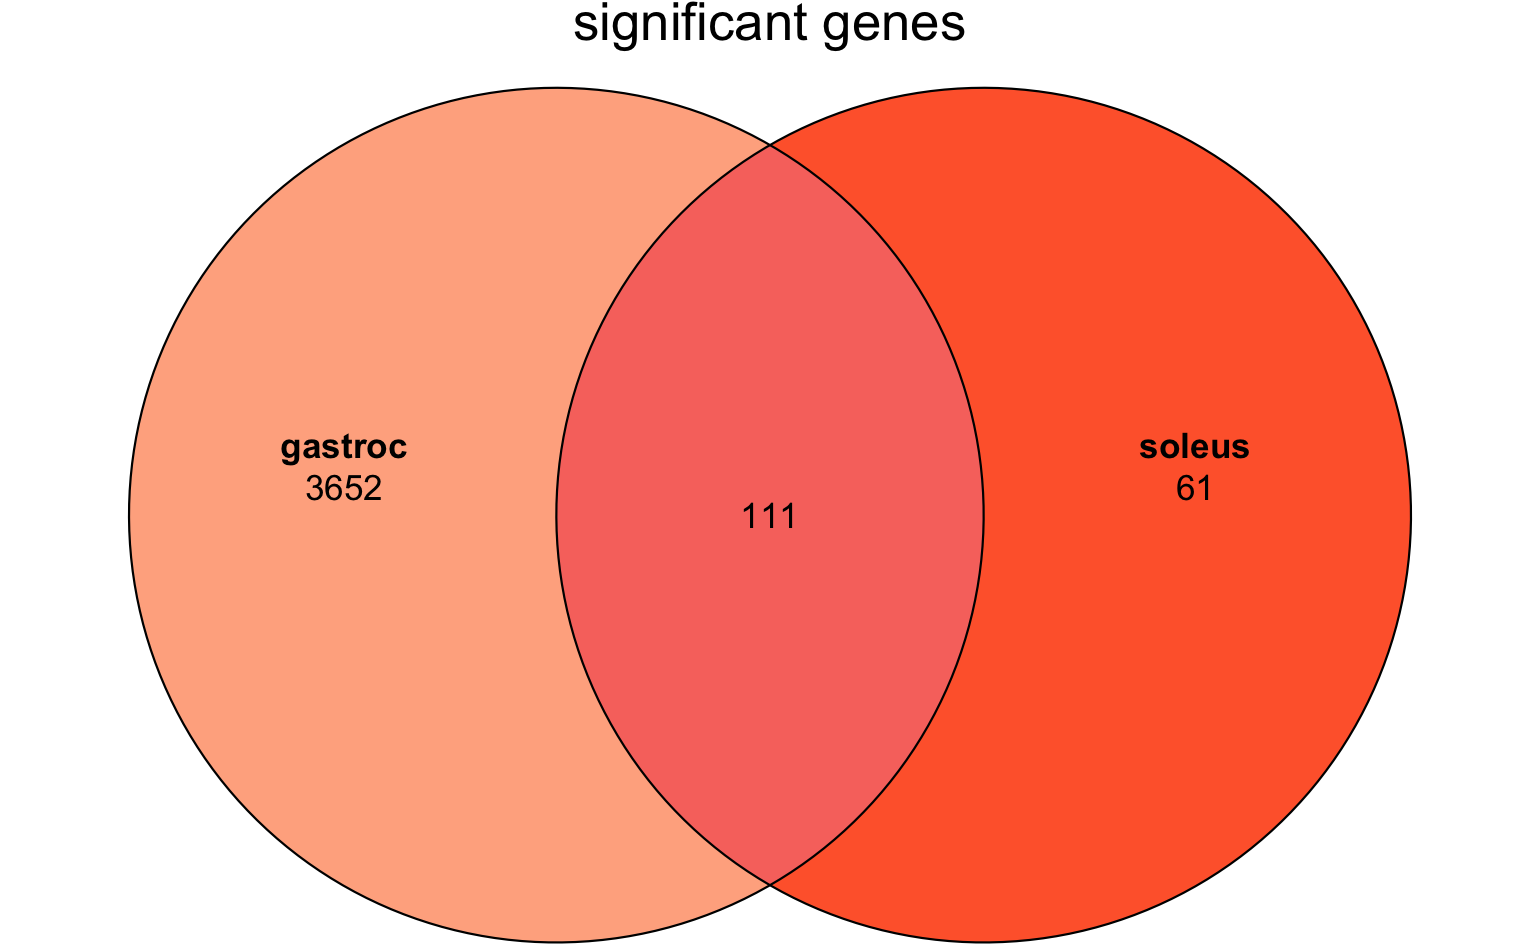 significant genes
gastroc
3652
111
soleus
61